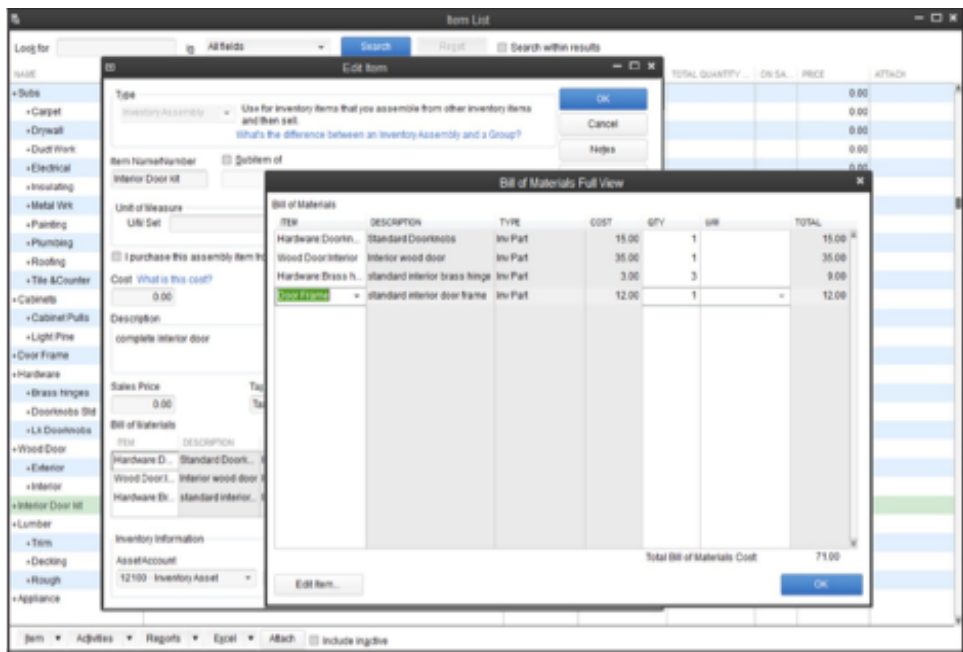 Item List
Look for in All fields Search Reset Search within results
NAME TOTAL QUANTITY ... ON SA... PRICE ATTACH
Subs 0.00
Carpet 0.00
Drywall 0.00
Duct Work 0.00
Electrical 0.00
Insulating
Metal Wrk
Painting
Plumbing
Roofing
Tile &Counter
Cabinets
Cabinet Pulls
Light Pine
Door Frame
Hardware
Brass hinges
Doorknobs Std
Lk Doorknobs
Wood Door
Exterior
Interior
Interior Door kit
Lumber
Trim
Decking
Rough
Appliance
Item Activities Reports Excel Attach Include inactive
Edit Item
Type
Inventory Assembly
Use for inventory items that you assemble from other inventory items
and then sell.
What's the difference between an Inventory Assembly and a Group?
OK
Cancel
Notes
Item Name/Number Subitem of
Interior Door kit
Unit of Measure
U/M Set
I purchase this assembly item fro
Cost What is this cost?
0.00
Description
complete interior door
Sales Price Tax
0.00 Ta
Bill of Materials
ITEM DESCRIPTION
Hardware:D... Standard Doork...
Wood Door:I... Interior wood door
Hardware:Br... standard interior...
Inventory Information
Asset Account
12100 · Inventory Asset
Bill of Materials Full View
Bill of Materials
ITEM DESCRIPTION TYPE COST QTY U/M TOTAL
Hardware:Doorkn... Standard Doorknobs Inv Part 15.00 1 15.00
Wood Door:Interior Interior wood door Inv Part 35.00 1 35.00
Hardware:Brass h... standard interior brass hinge Inv Part 3.00 3 9.00
Door Frame standard interior door frame Inv Part 12.00 1 12.00
Total Bill of Materials Cost: 71.00
Edit Item... OK